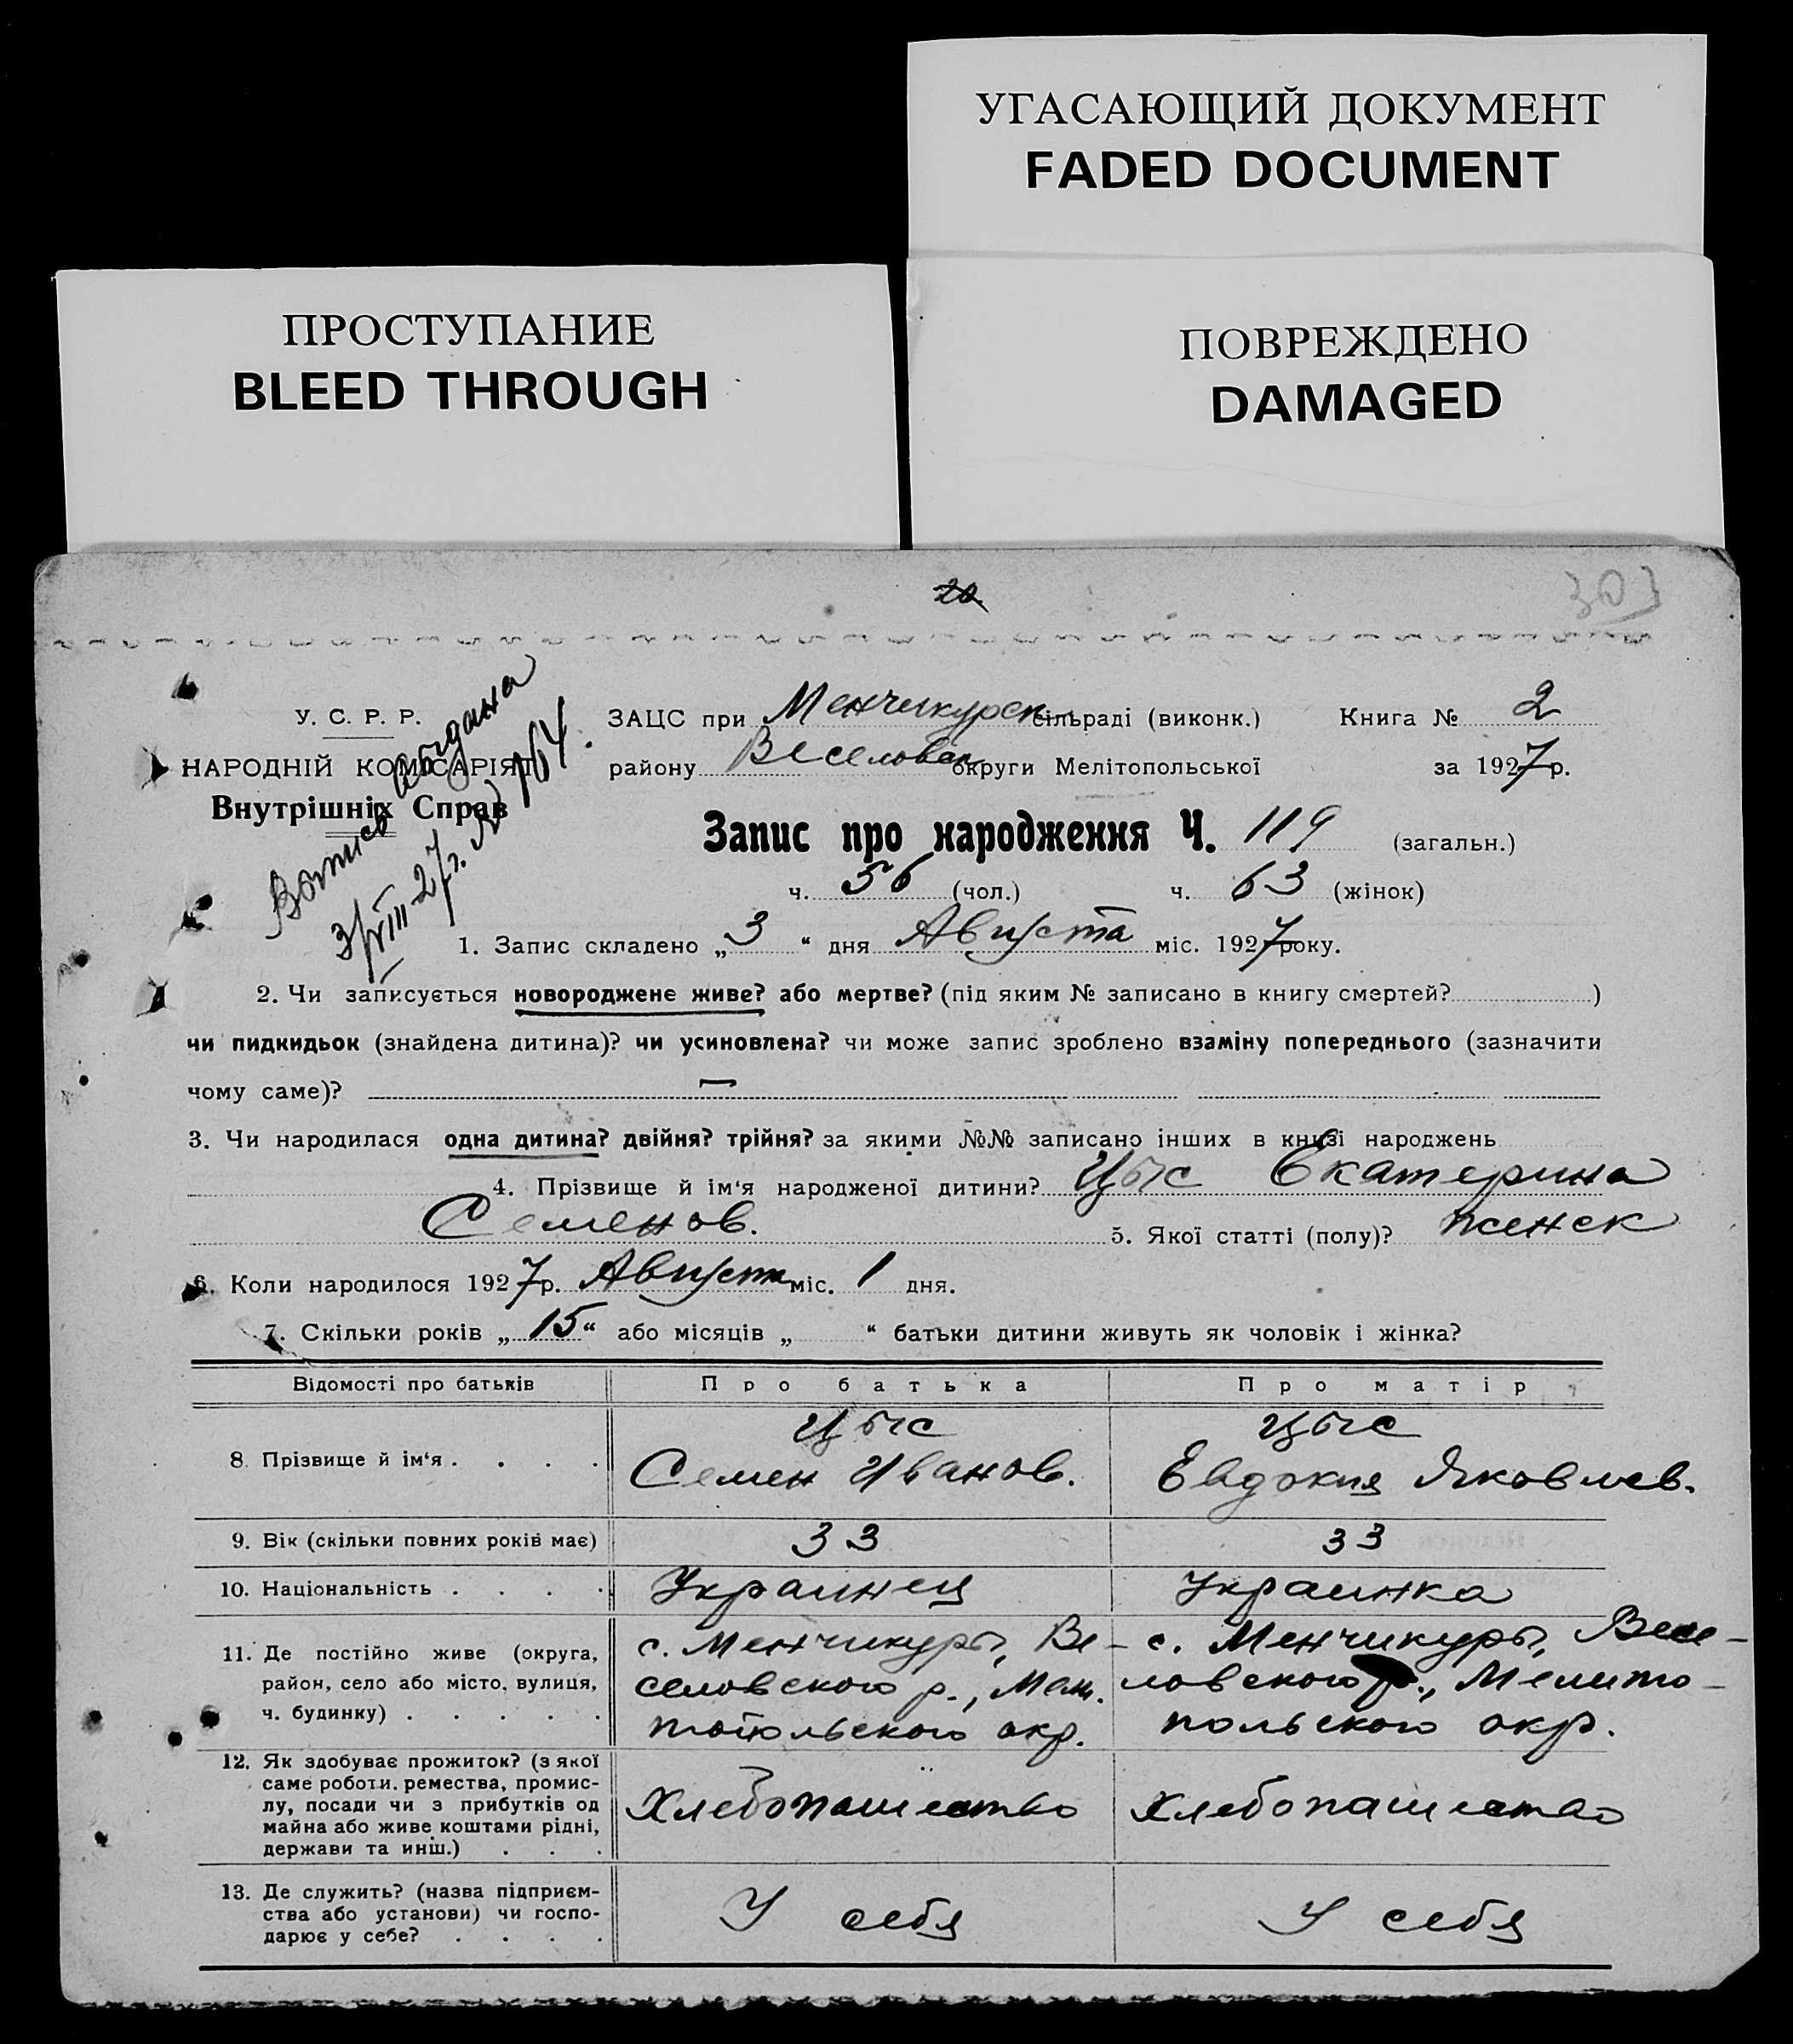 УГАСАЮЩИЙ ДОКУМЕНТ
FADED DOCUMENT
ПРОСТУПАНИЕ
BLEED THROUGH
ПОВРЕЖДЕНО
DAMAGED
20
303
У. С. Р. Р.
НАРОДНІЙ КОМІСАРІЯТ
Внутрішніх Справ
Выпись выдана
3/VIII-27г. № 164.
ЗАЦС при Менчикурск сільраді (виконк.) Книга № 2
району Веселовск округи Мелітопольської за 1927 р.
Запис про народження Ч. 119 (загальн.)
ч. 56 (чол.) ч. 63 (жінок)
1. Запис складено „3“ дня Августа міс. 1927 року.
2. Чи записується новороджене живе? або мертве? (під яким № записано в книгу смертей? )
чи пидкидьок (знайдена дитина)? чи усиновлена? чи може запис зроблено взаміну попереднього (зазначити
чому саме)? —
3. Чи народилася одна дитина? двійня? трійня? за якими №№ записано інших в книзі народжень
4. Прізвище й ім‘я народженої дитини? Цыс Екатерина
Семенов. 5. Якої статті (полу)? женск
6. Коли народилося 1927 р. Августа міс. 1 дня.
7. Скільки років „15“ або місяців „ “ батьки дитини живуть як чоловік і жінка?
Відомості про батьків Про батька Про матір
8. Прізвище й ім‘я . . . .
Цыс
Семен Иванов.
Цыс
Евдокия Яковлев.
9. Вік (скільки повних років має) 33 33
10. Національність . . . . Украинец Украинка
11. Де постійно живе (округа,
район, село або місто, вулиця,
ч. будинку) . . . . .
с. Менчикуры, Ве-
селовского р., Мели
топольского окр.
с. Менчикуры, Весе-
ловского р., Мелито-
польского окр.
12. Як здобуває прожиток? (з якої
саме роботи, ремества, промис-
лу, посади чи з прибутків од
майна або живе коштами рідні,
держави та инш.) . . .
Хлебопашество
Хлебопашество
13. Де служить? (назва підприєм-
ства або установи) чи госпо-
дарює у себе? . . . .
У себя
У себя